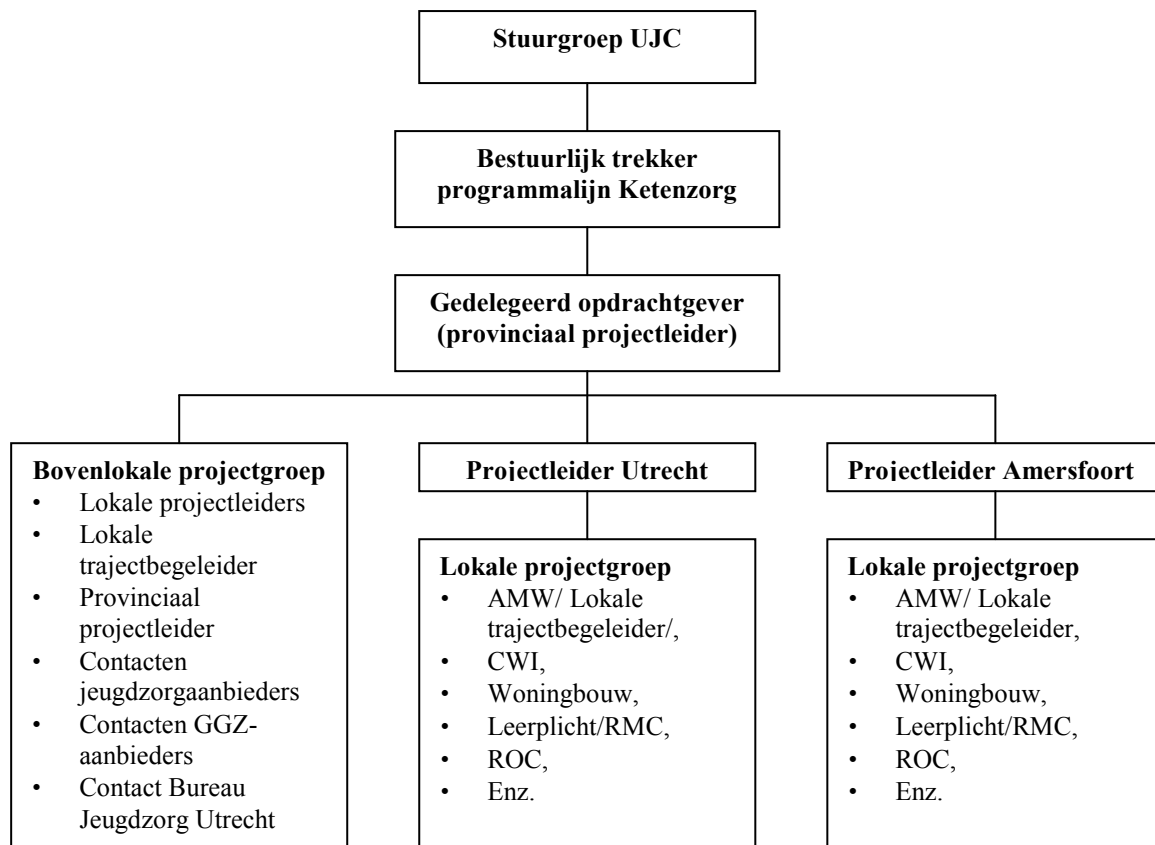 Stuurgroep UJC
Bestuurlijk trekker
programmalijn Ketenzorg
Gedelegeerd opdrachtgever
(provinciaal projectleider)
Bovenlokale projectgroep
• Lokale projectleiders
• Lokale
trajectbegeleider
• Provinciaal
projectleider
• Contacten
jeugdzorgaanbieders
• Contacten GGZ-
aanbieders
• Contact Bureau
Jeugdzorg Utrecht
Projectleider Utrecht
Lokale projectgroep
• AMW/ Lokale
trajectbegeleider/,
• CWI,
• Woningbouw,
• Leerplicht/RMC,
• ROC,
• Enz.
Projectleider Amersfoort
Lokale projectgroep
• AMW/ Lokale
trajectbegeleider,
• CWI,
• Woningbouw,
• Leerplicht/RMC,
• ROC,
• Enz.